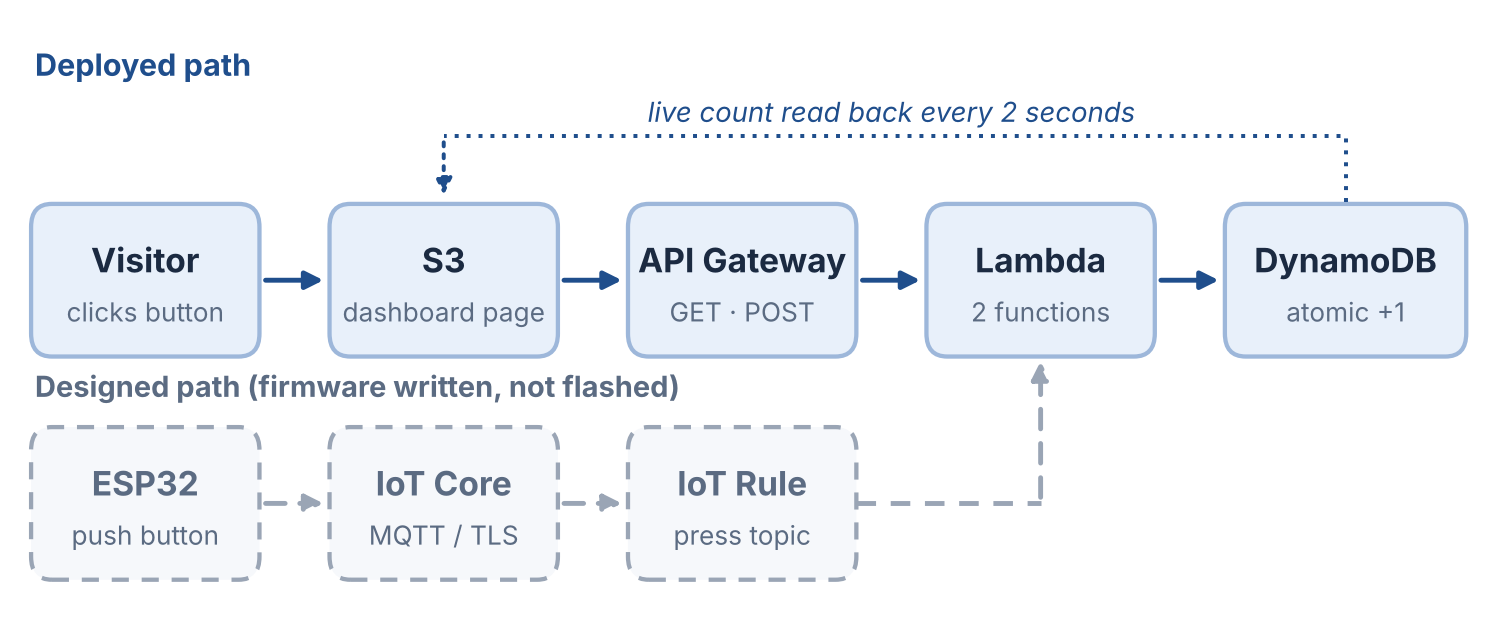 Deployed path
live count read back every 2 seconds
Visitor
clicks button
S3
dashboard page
API Gateway
GET · POST
Lambda
2 functions
DynamoDB
atomic +1
Designed path (firmware written, not flashed)
ESP32
push button
IoT Core
MQTT / TLS
IoT Rule
press topic